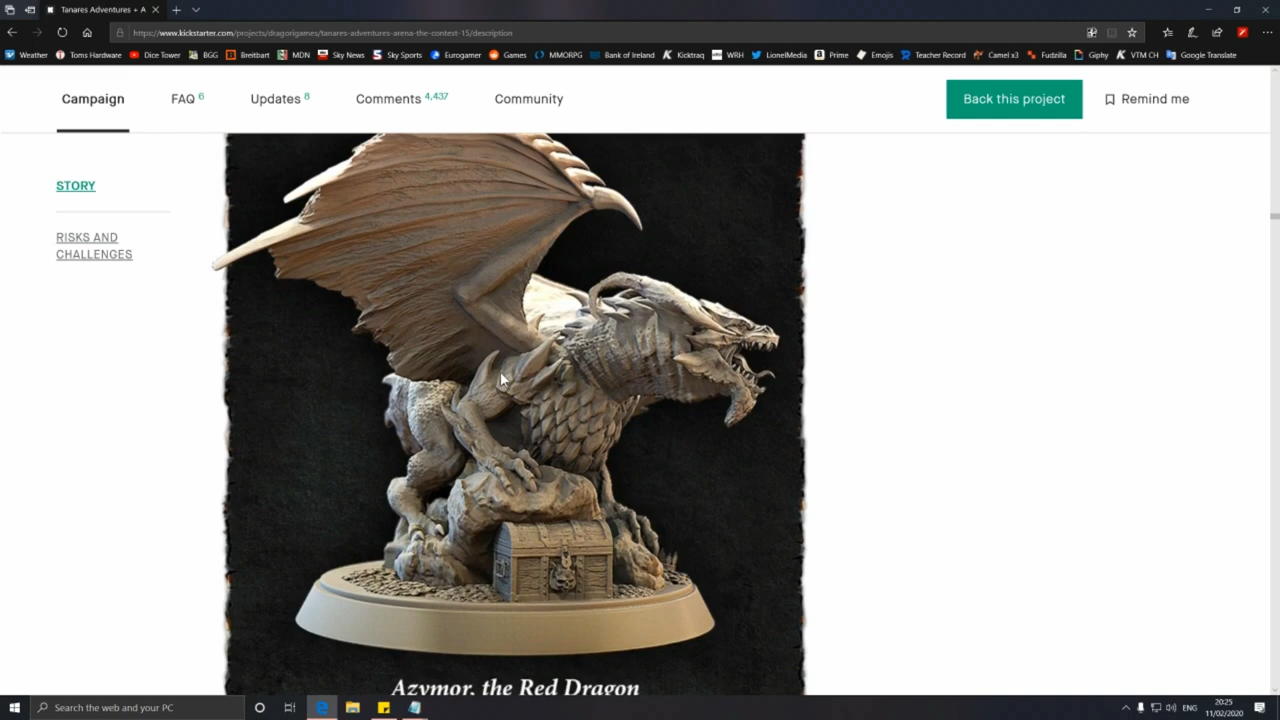 Tanares Adventures + A
https://www.kickstarter.com/projects/dragorigames/tanares-adventures-arena-the-contest-15/description
Weather Toms Hardware Dice Tower BGG Breitbart MDN Sky News Sky Sports Eurogamer Games MMORPG Bank of Ireland Kicktraq WRH LionelMedia Prime Emojis Teacher Record Camel x3 Fudzilla Giphy VTM CH Google Translate
Campaign FAQ 6 Updates 8 Comments 4,437 Community Back this project Remind me
STORY
RISKS AND
CHALLENGES
Azymor, the Red Dragon
Search the web and your PC
ENG
20:25
11/02/2020